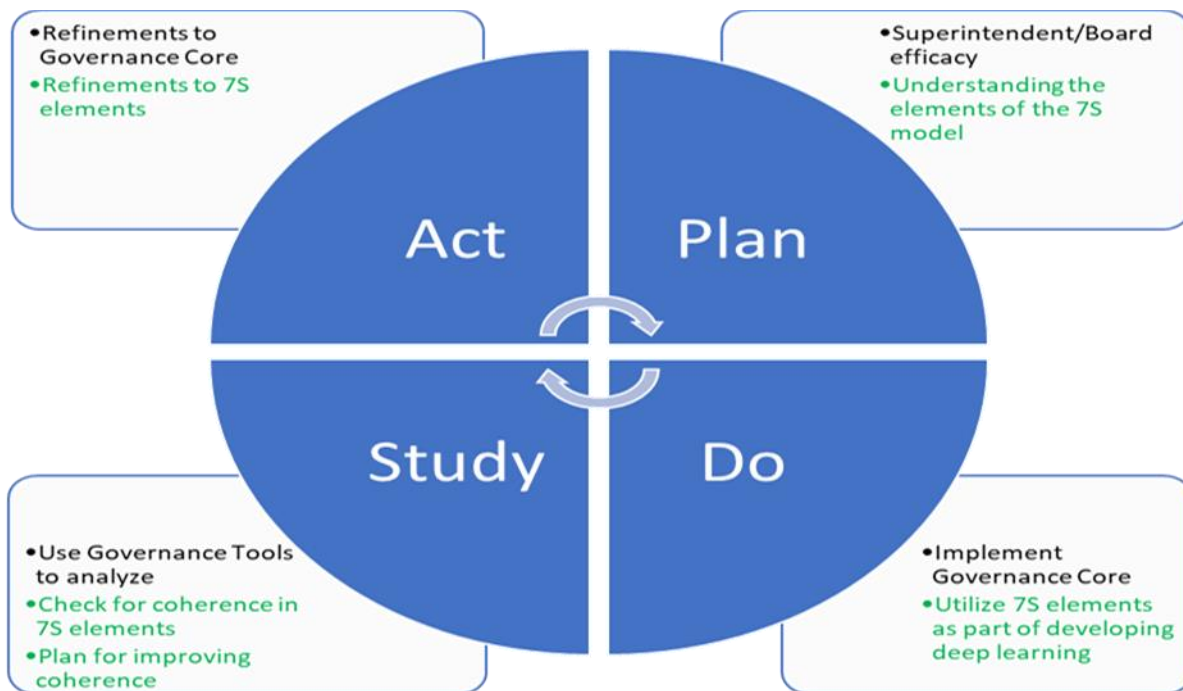 •Refinements to
Governance Core
•Refinements to 7S
elements
•Superintendent/Board
efficacy
•Understanding the
elements of the 7S
model
Act
Plan
Study
Do
•Use Governance Tools
to analyze
•Check for coherence in
7S elements
•Plan for improving
coherence
•Implement
Governance Core
•Utilize 7S elements
as part of developing
deep learning